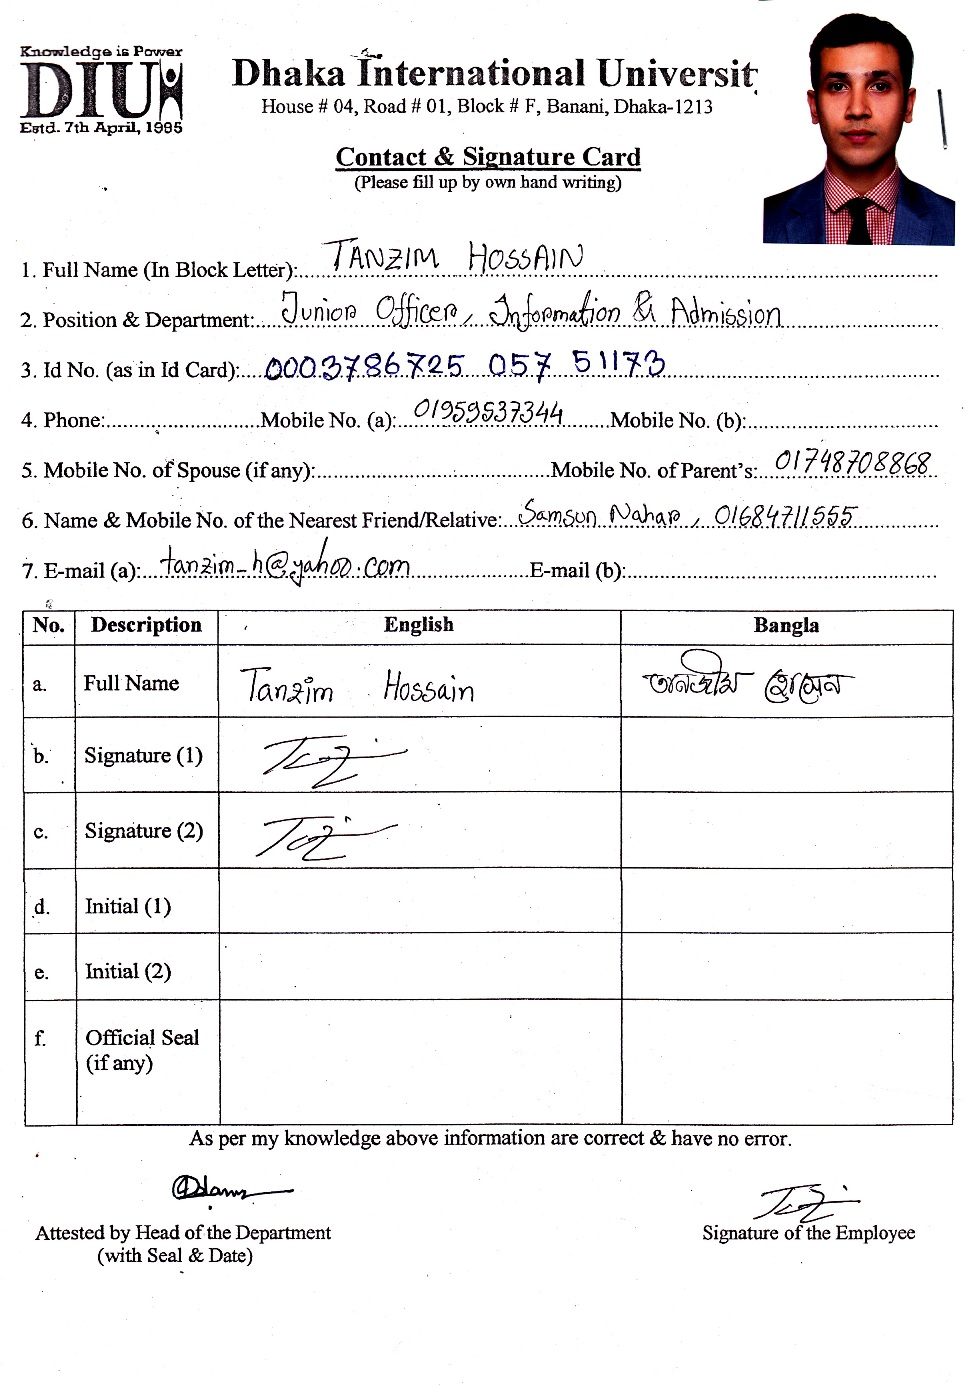 Knowledge is Power
DIU
Estd. 7th April, 1995
Dhaka International Universit
House # 04, Road # 01, Block # F, Banani, Dhaka-1213
Contact & Signature Card
(Please fill up by own hand writing)
1. Full Name (In Block Letter): TANZIM HOSSAIN
2. Position & Department: Junior Officer, Information & Admission
3. Id No. (as in Id Card): 0003786725 057 51173
4. Phone: Mobile No. (a): 01959537344 Mobile No. (b):
5. Mobile No. of Spouse (if any): Mobile No. of Parent's: 01748708868
6. Name & Mobile No. of the Nearest Friend/Relative: Samsun Nahar, 01684711555
7. E-mail (a): tanzim_h@yahoo.com E-mail (b):
No. Description English Bangla
a. Full Name Tanzim Hossain তানজীম হোসেন
b. Signature (1)
c. Signature (2)
d. Initial (1)
e. Initial (2)
f. Official Seal
(if any)
As per my knowledge above information are correct & have no error.
Attested by Head of the Department
(with Seal & Date)
Signature of the Employee